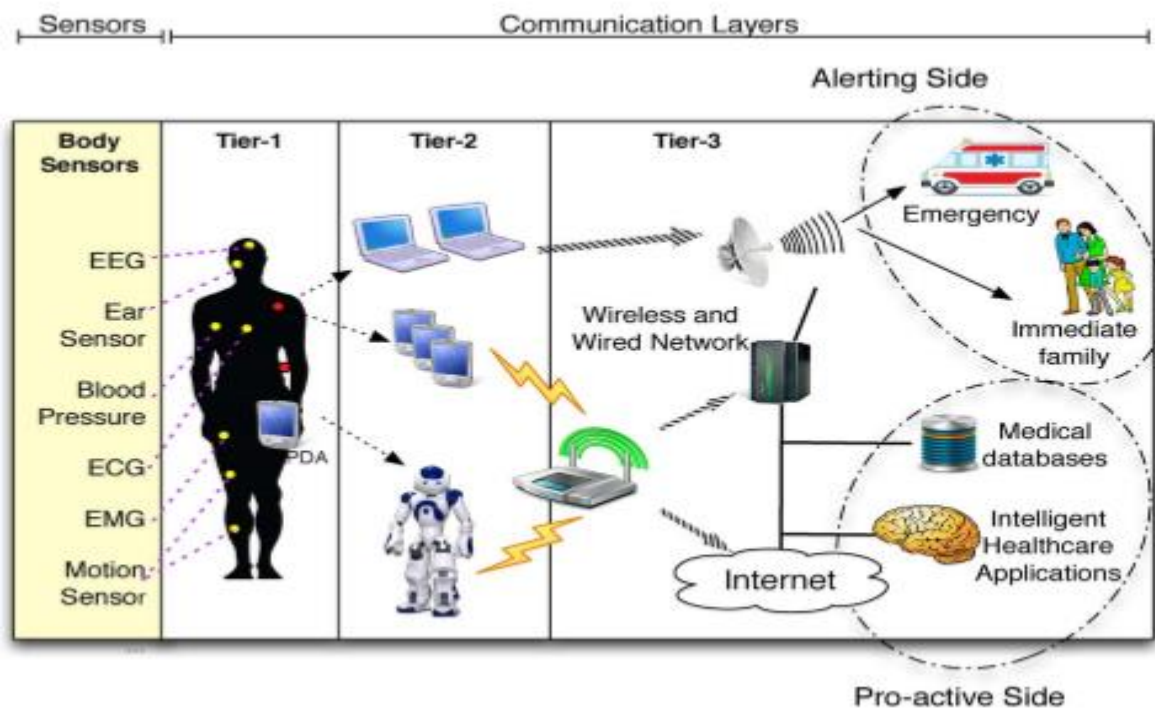 Sensors
Communication Layers
Alerting Side
Body
Sensors
Tier-1
Tier-2
Tier-3
EEG
Ear
Sensor
Blood
Pressure
ECG
EMG
Motion
Sensor
PDA
Wireless and
Wired Network
Emergency
Immediate
family
Medical
databases
Intelligent
Healthcare
Applications
Internet
Pro-active Side